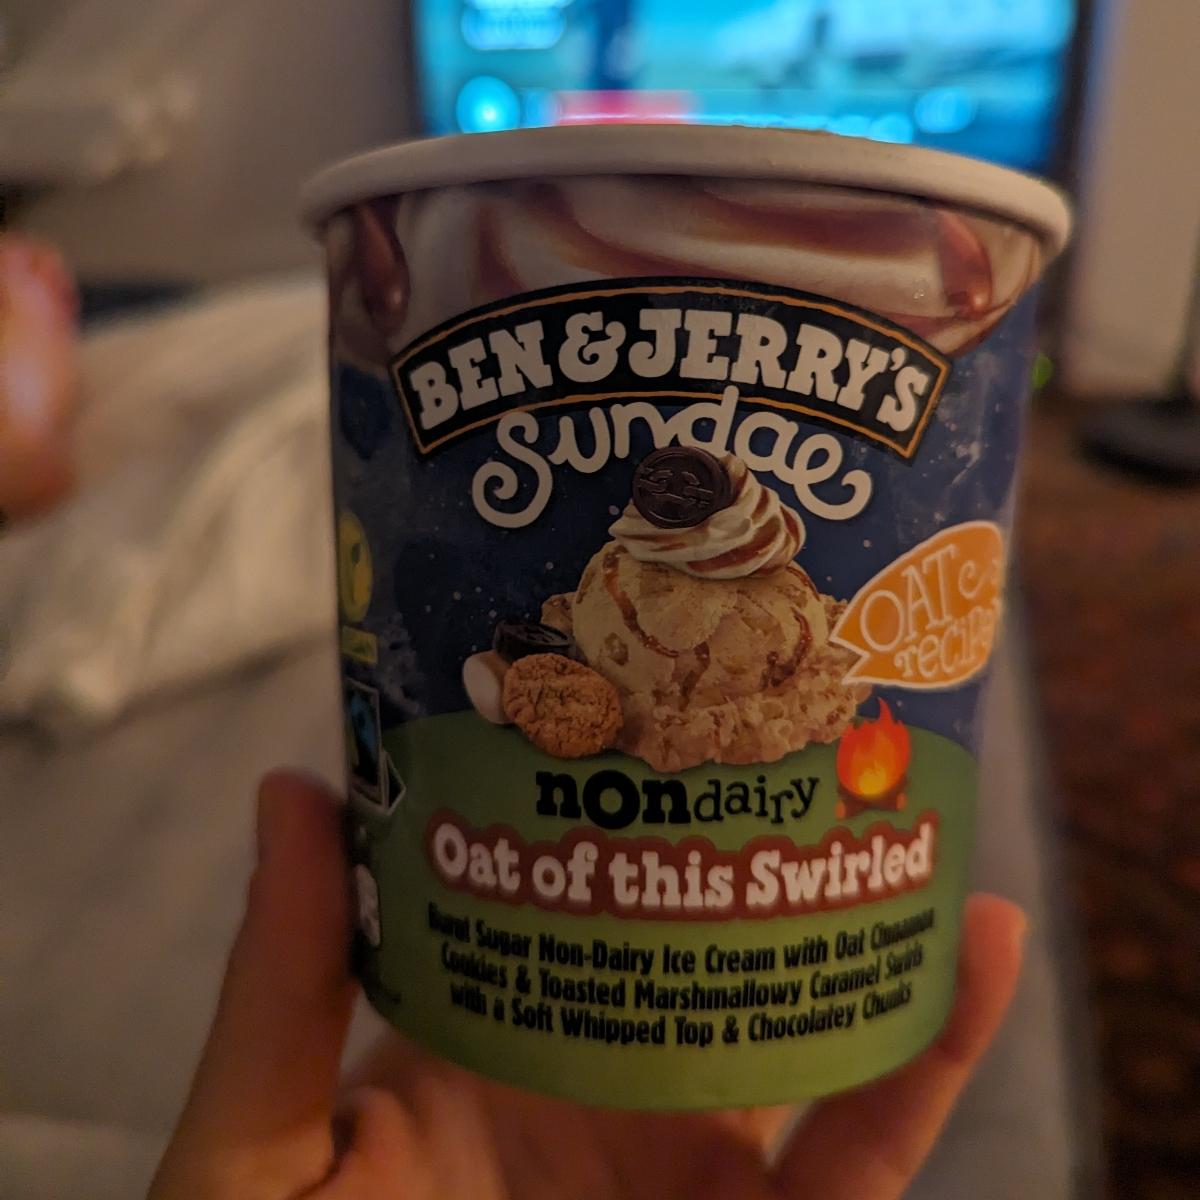 BEN & JERRY'S
Sundae
OAT
recipe
VEGAN
nondairy
Oat of this Swirled
Burnt Sugar Non-Dairy Ice Cream with Oat Cinnamon
Cookies & Toasted Marshmallowy Caramel Swirls
with a Soft Whipped Top & Chocolatey Chunks